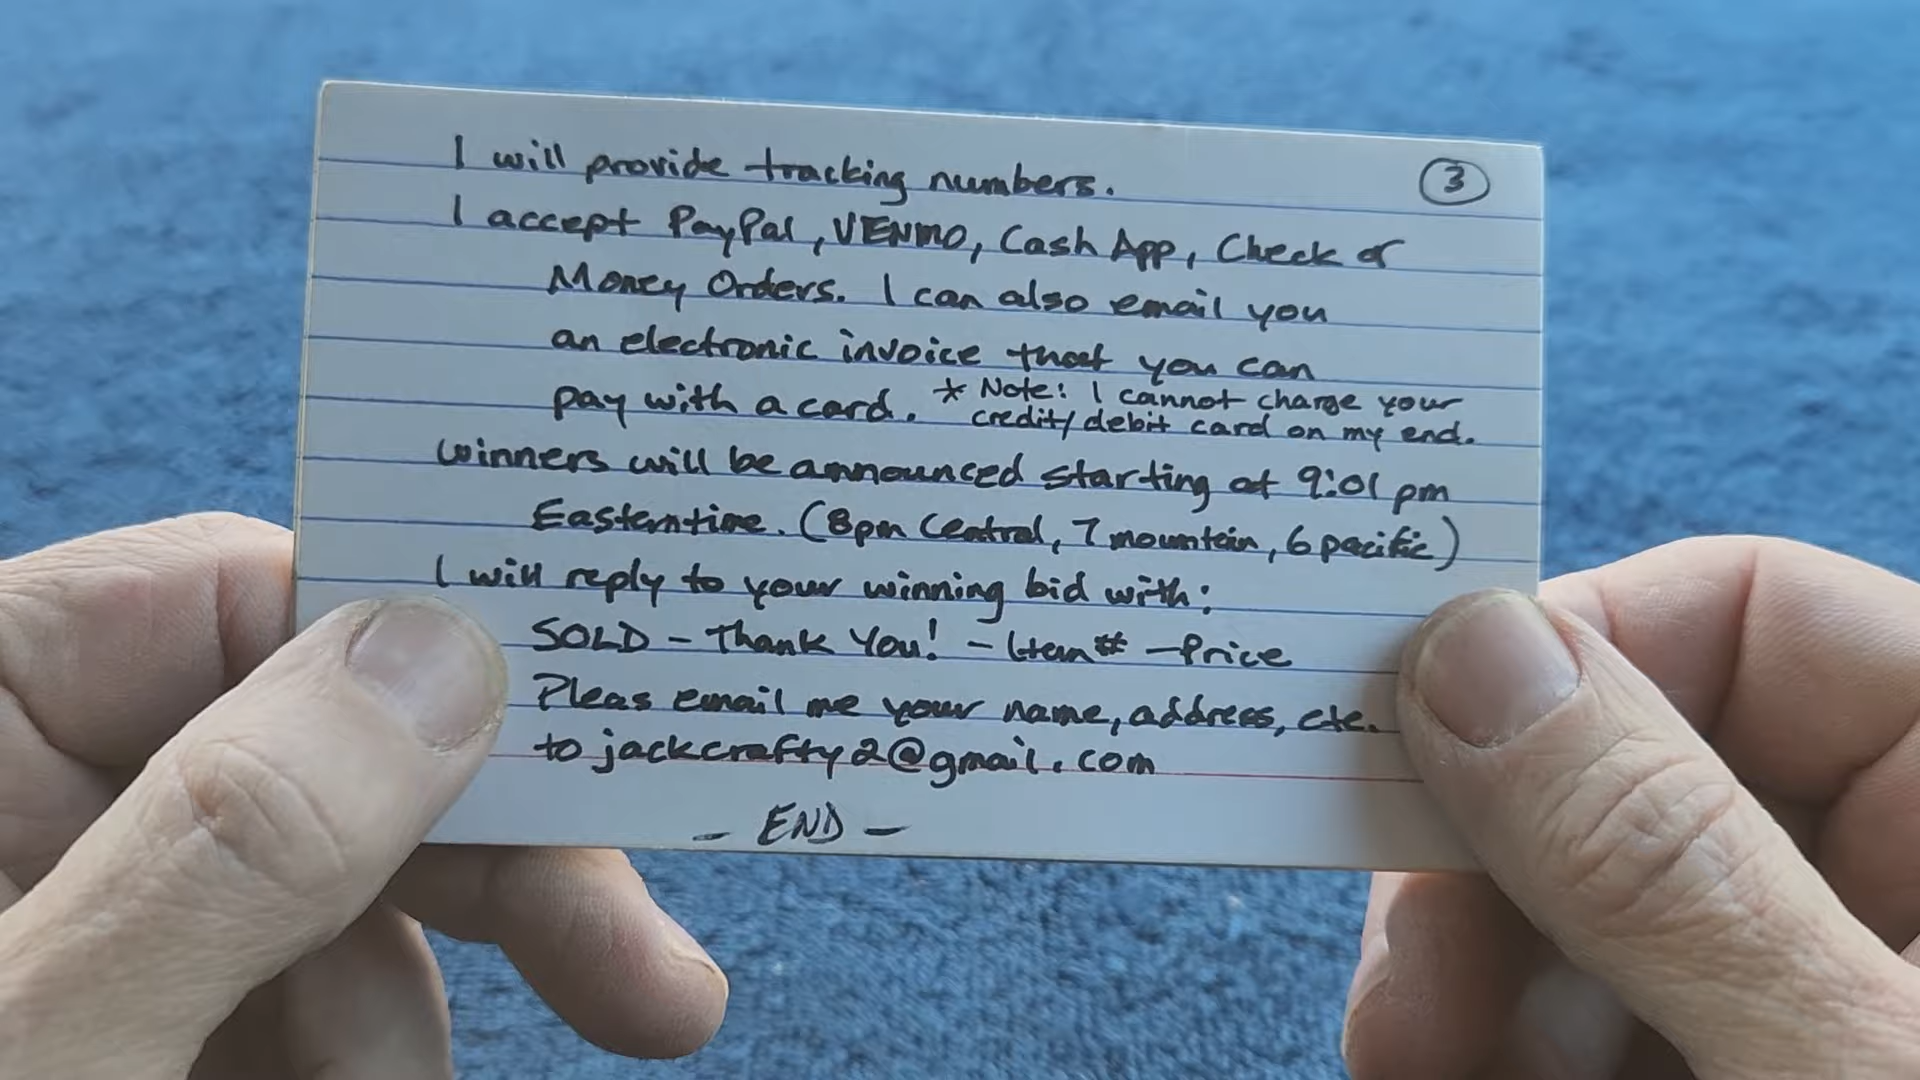 I will provide tracking numbers.
3
I accept PayPal, VENMO, Cash App, Check or
Money Orders. I can also email you
an electronic invoice that you can
pay with a card. * Note: I cannot charge your
credit/debit card on my end.
Winners will be announced starting at 9:01 pm
Eastern time. (8pm Central, 7 mountain, 6 pacific)
I will reply to your winning bid with:
SOLD - Thank You! - Item # - Price
Pleas email me your name, address, etc.
to jackcrafty2@gmail.com
- END -